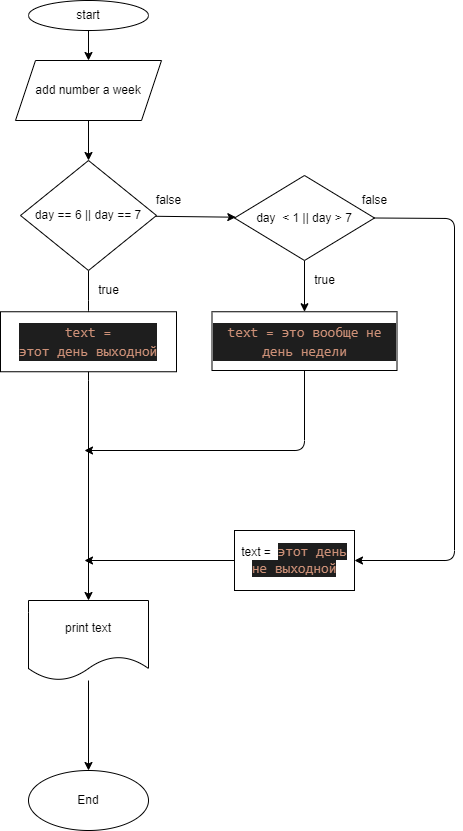 start
add number a week
day == 6 || day == 7
false
day < 1 || day > 7
false
true
true
text =
этот день выходной
text = это вообще не
день недели
text = этот день
не выходной
print text
End